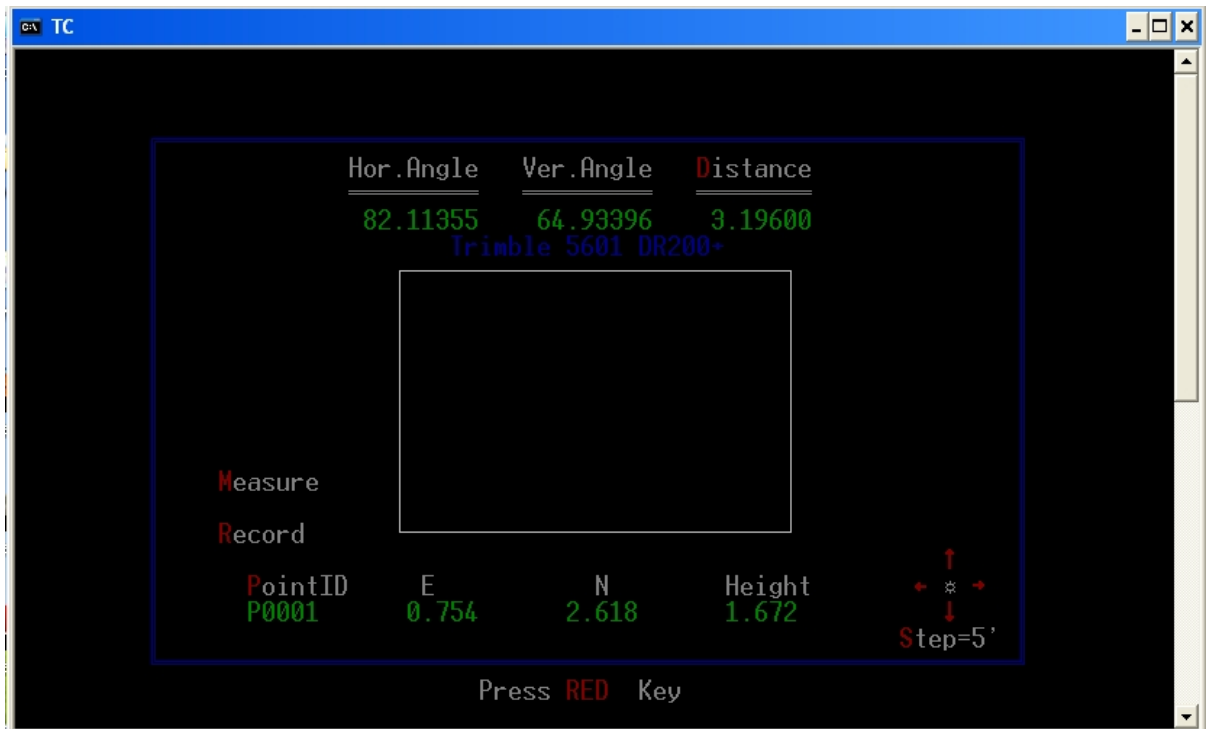 TC
Hor.Angle Ver.Angle Distance
82.11355 64.93396 3.19600
Trimble 5601 DR200+
Measure
Record
PointID E N Height
P0001 0.754 2.618 1.672
Step=5'
Press RED Key